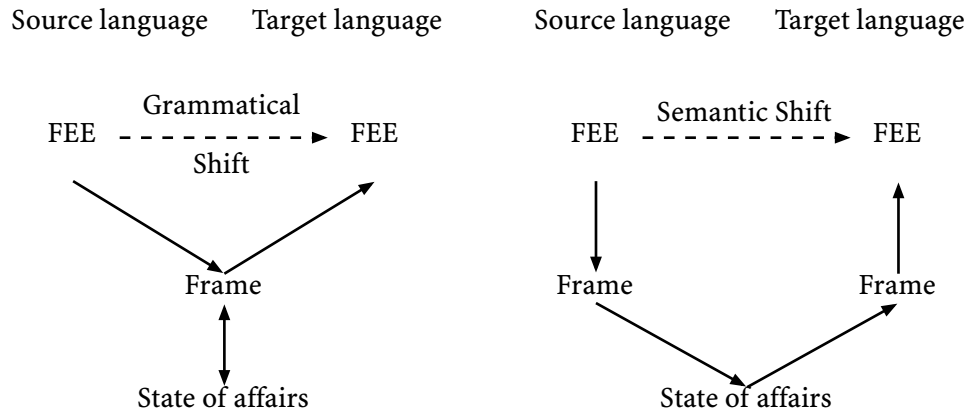 Source language Target language
Grammatical
FEE FEE
Shift
Frame
State of affairs
Source language Target language
Semantic Shift
FEE FEE
Frame Frame
State of affairs